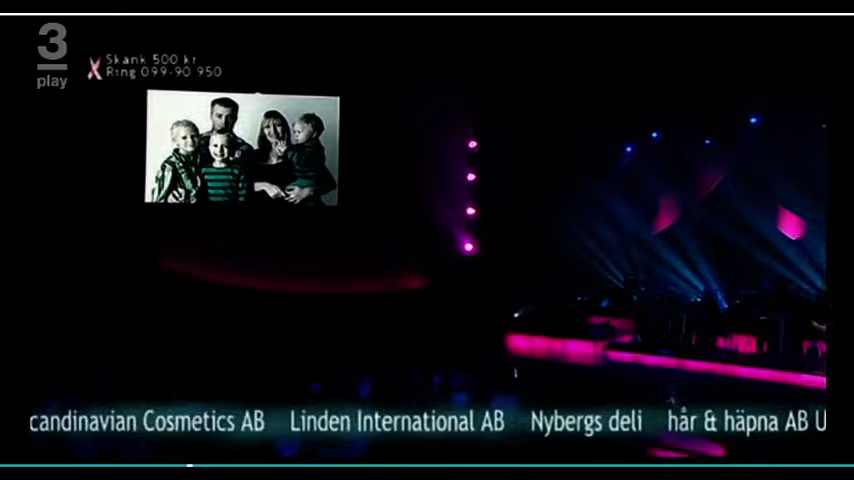 3
play
Skänk 500 kr
Ring 099-90 950
candinavian Cosmetics AB Linden International AB Nybergs deli hår & häpna AB U